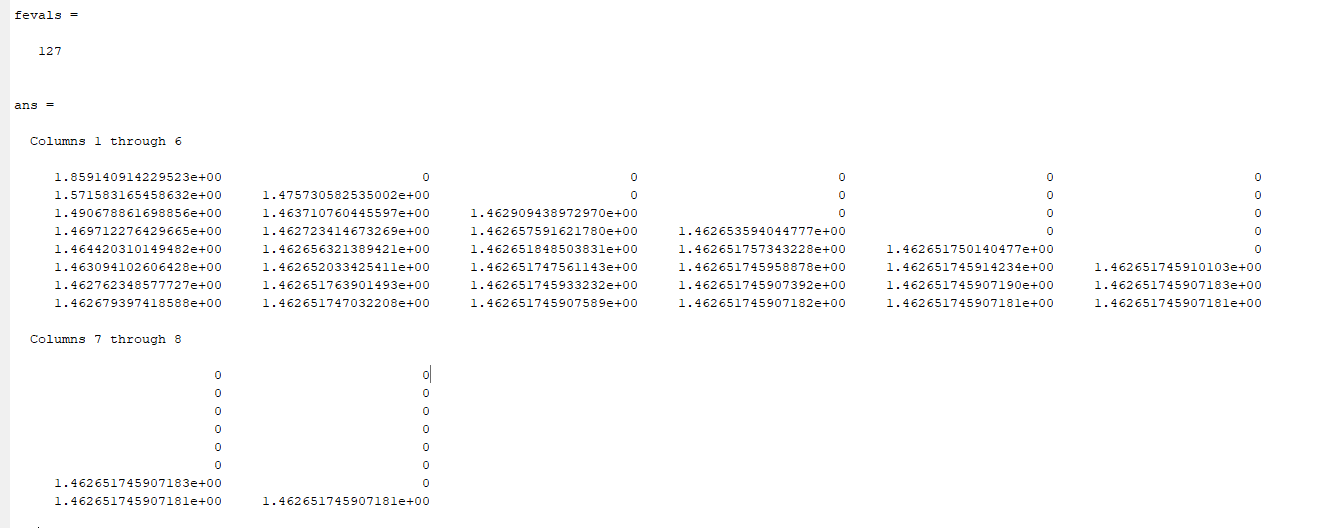 fevals =
127
ans =
Columns 1 through 6
1.859140914229523e+00 0 0 0 0 0
1.571583165458632e+00 1.475730582535002e+00 0 0 0 0
1.490678861698856e+00 1.463710760445597e+00 1.462909438972970e+00 0 0 0
1.469712276429665e+00 1.462723414673269e+00 1.462657591621780e+00 1.462653594044777e+00 0 0
1.464420310149482e+00 1.462656321389421e+00 1.462651848503831e+00 1.462651757343228e+00 1.462651750140477e+00 0
1.463094102606428e+00 1.462652033425411e+00 1.462651747561143e+00 1.462651745958878e+00 1.462651745914234e+00 1.462651745910103e+00
1.462762348577727e+00 1.462651763901493e+00 1.462651745933232e+00 1.462651745907392e+00 1.462651745907190e+00 1.462651745907183e+00
1.462679397418588e+00 1.462651747032208e+00 1.462651745907589e+00 1.462651745907182e+00 1.462651745907181e+00 1.462651745907181e+00
Columns 7 through 8
0 0
0 0
0 0
0 0
0 0
0 0
1.462651745907183e+00 0
1.462651745907181e+00 1.462651745907181e+00